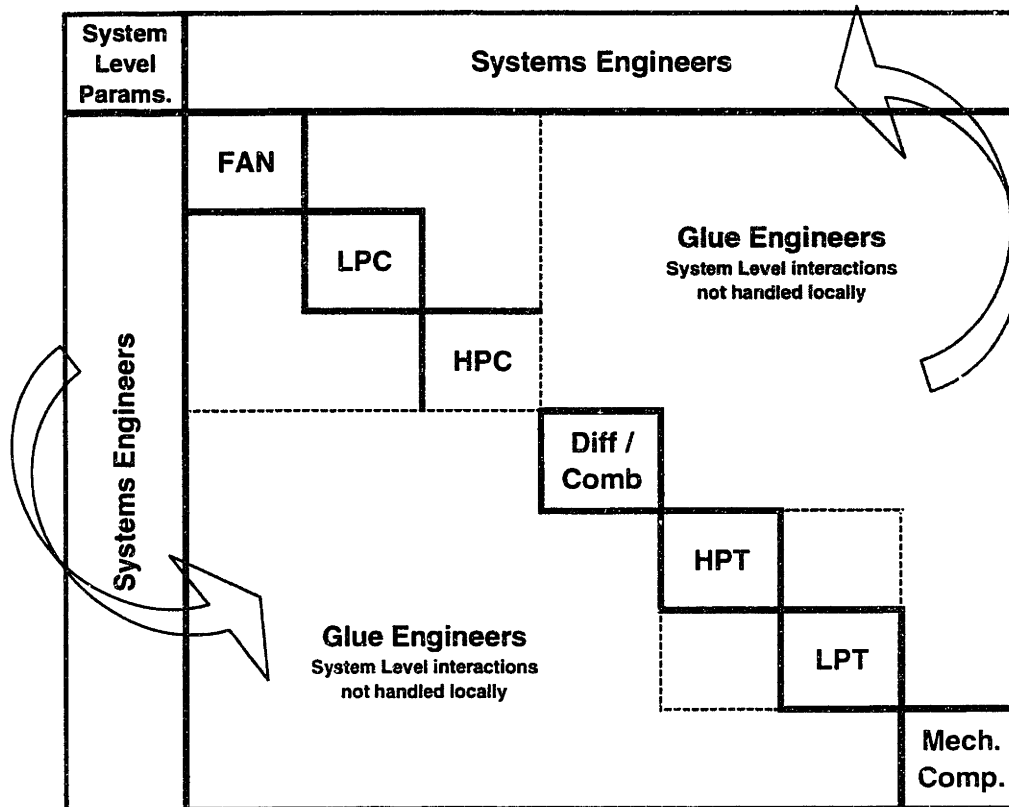 System
Level
Params.
Systems Engineers
FAN
LPC
HPC
Glue Engineers
System Level interactions
not handled locally
Systems Engineers
Diff /
Comb
HPT
LPT
Glue Engineers
System Level interactions
not handled locally
Mech.
Comp.